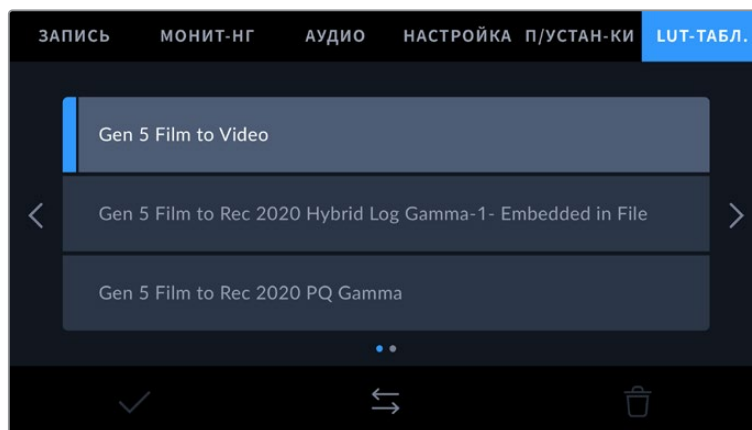 ЗАПИСЬ МОНИТ-НГ АУДИО НАСТРОЙКА П/УСТАН-КИ LUT-ТАБЛ.
Gen 5 Film to Video
Gen 5 Film to Rec 2020 Hybrid Log Gamma-1- Embedded in File
Gen 5 Film to Rec 2020 PQ Gamma